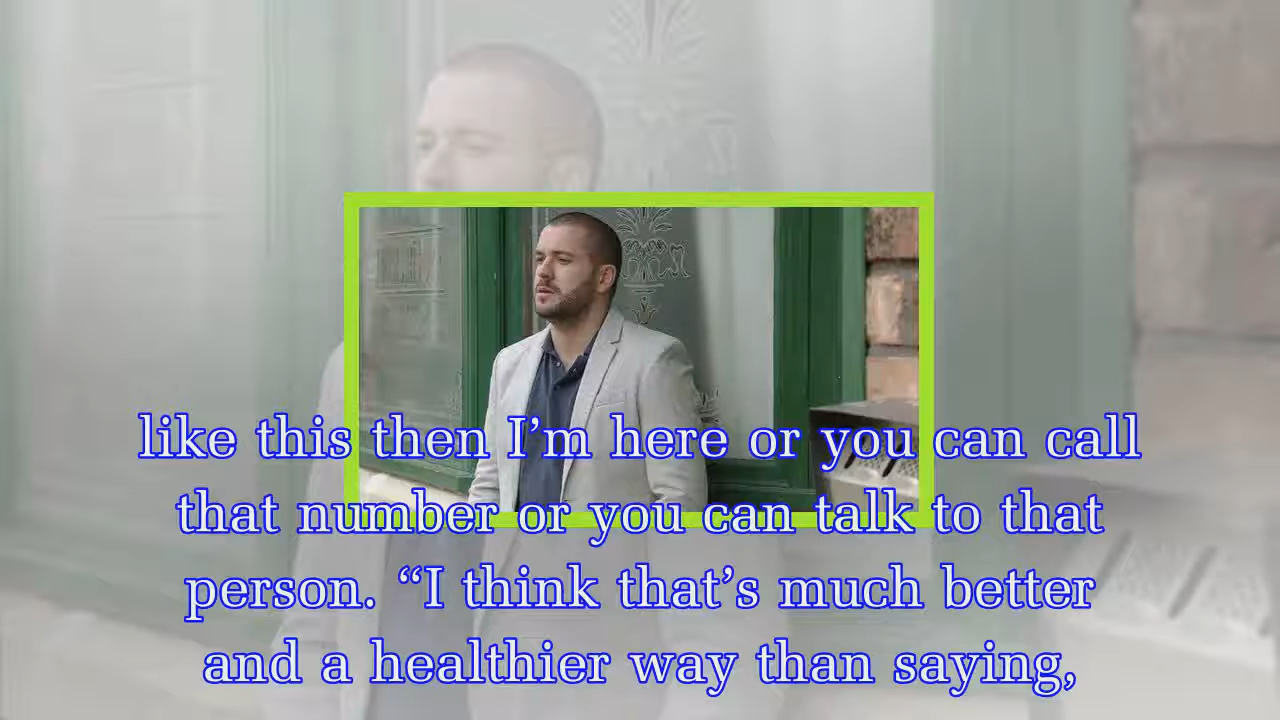 like this then I’m here or you can call
that number or you can talk to that
person. “I think that’s much better
and a healthier way than saying,